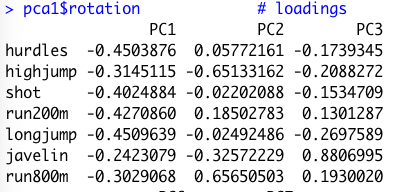 > pca1$rotation # loadings
PC1 PC2 PC3
hurdles -0.4503876 0.05772161 -0.1739345
highjump -0.3145115 -0.65133162 -0.2088272
shot -0.4024884 -0.02202088 -0.1534709
run200m -0.4270860 0.18502783 0.1301287
longjump -0.4509639 -0.02492486 -0.2697589
javelin -0.2423079 -0.32572229 0.8806995
run800m -0.3029068 0.65650503 0.1930020